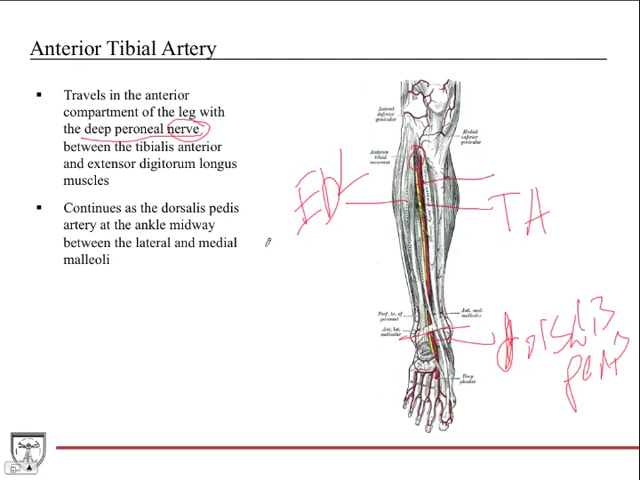 Anterior Tibial Artery
Travels in the anterior
compartment of the leg with
the deep peroneal nerve
between the tibialis anterior
and extensor digitorum longus
muscles
Continues as the dorsalis pedis
artery at the ankle midway
between the lateral and medial
malleoli
Lateral
inferior
genicular
Medial
inferior
genicular
Anterior
tibial
recurrent
EDL
TA
Perf. br. of
peroneal
Ant. med.
malleolar
Ant. lat.
malleolar
dorsalis
pedis
Deep
plantar